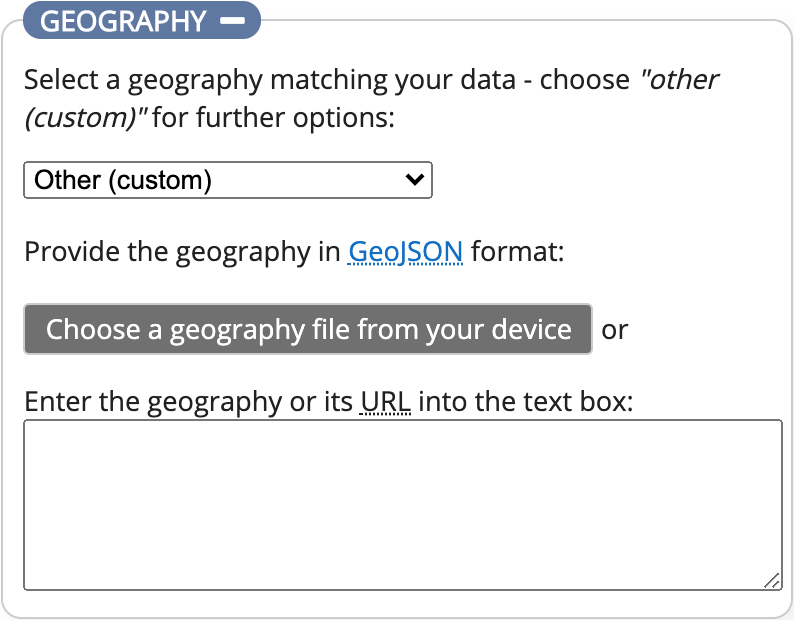 GEOGRAPHY
Select a geography matching your data - choose "other
(custom)" for further options:
Other (custom)
Provide the geography in GeoJSON format:
Choose a geography file from your device or
Enter the geography or its URL into the text box: